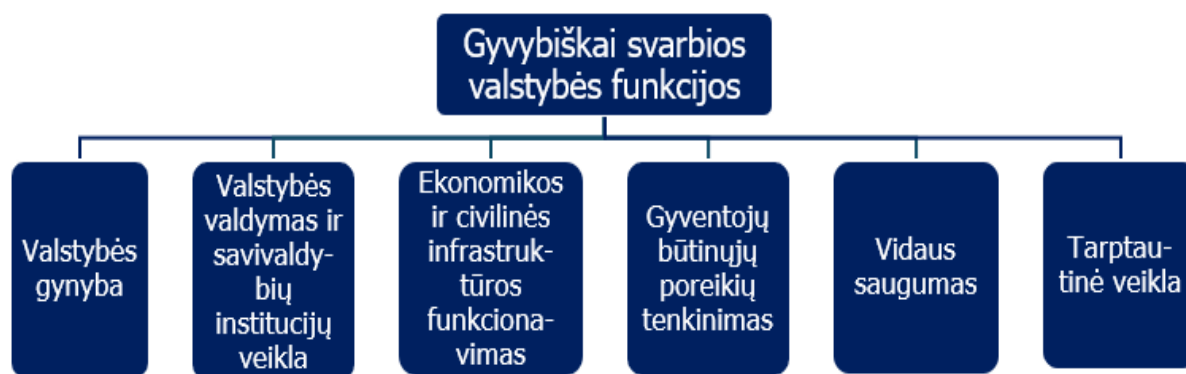 Gyvybiškai svarbios
valstybės funkcijos
Valstybės
gynyba
Valstybės
valdymas ir
savivaldy-
bių
institucijų
veikla
Ekonomikos
ir civilinės
infrastruk-
tūros
funkciona-
vimas
Gyventojų
būtinųjų
poreikių
tenkinimas
Vidaus
saugumas
Tarptau-
tinė veikla